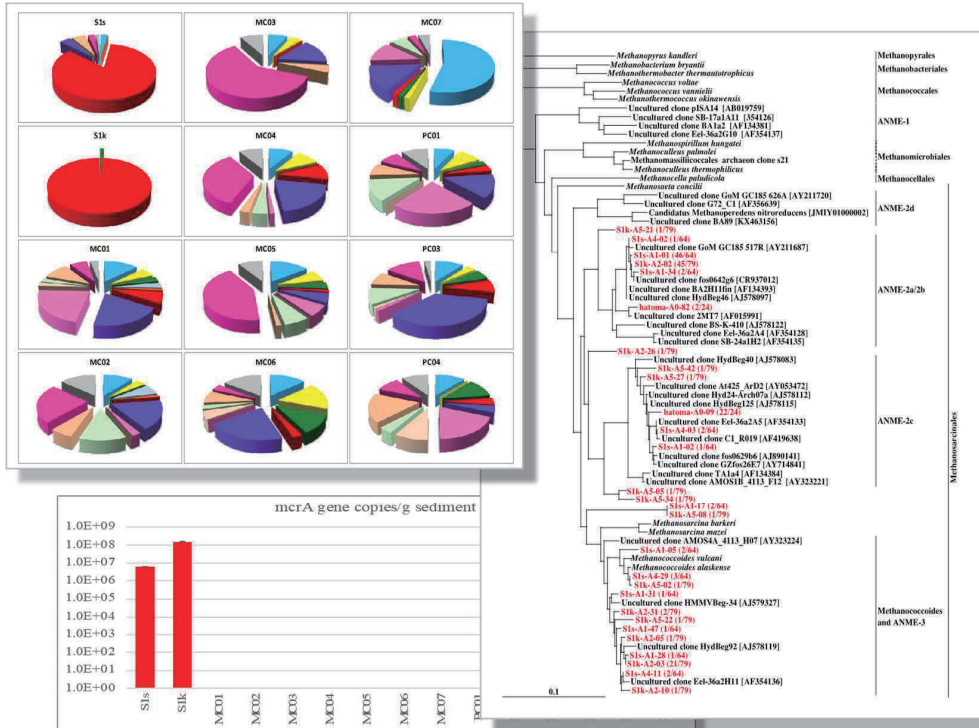 S1s
MC03
MC07
S1k
MC04
PC01
MC01
MC05
PC03
MC02
MC06
PC04
mcrA gene copies/g sediment
1.0E+09
1.0E+08
1.0E+07
1.0E+06
1.0E+05
1.0E+04
1.0E+03
1.0E+02
1.0E+01
1.0E+00
S1s
S1k
MC01
MC02
MC03
MC04
MC05
MC06
MC07
PC01
Methanopyrus kandleri
Methanobacterium bryantii
Methanothermobacter thermautotrophicus
Methanococcus voltae
Methanococcus vannielii
Methanothermococcus okinawensis
Uncultured clone pISA14 [AB019759]
Uncultured clone SB-17a1A11 [354126]
Uncultured clone BA1a2 [AF134381]
Uncultured clone Eel-36a2G10 [AF354137]
Methanospirillum hungatei
Methanoculleus palmolei
Methanomassiliicoccales archaeon clone s21
Methanoculleus thermophilicus
Methanocella paludicola
Methanosaeta concilii
Uncultured clone GoM GC185 626A [AY211720]
Uncultured clone G72_C1 [AF356639]
Candidatus Methanoperedens nitroreducens [JMIY01000002]
Uncultured clone BA89 [KX463156]
S1k-A5-21 (1/79)
S1s-A4-02 (1/64)
Uncultured clone GoM GC185 517R [AY211687]
S1s-A1-01 (46/64)
S1k-A2-02 (45/79)
S1s-A1-34 (2/64)
Uncultured clone fos0642g6 [CR937012]
Uncultured clone BA2H11fin [AF134393]
Uncultured clone HydBeg46 [AJ578097]
hatoma-A0-82 (2/24)
Uncultured clone 2MT7 [AF015991]
Uncultured clone BS-K-410 [AJ578122]
Uncultured clone Eel-36a2A4 [AF354128]
Uncultured clone SB-24a1H2 [AF354135]
S1k-A2-26 (1/79)
Uncultured clone HydBeg40 [AJ578083]
S1k-A5-42 (1/79)
S1k-A5-27 (1/79)
Uncultured clone At425_ArD2 [AY053472]
Uncultured clone Hyd24-Arch07a [AJ578112]
Uncultured clone HydBeg125 [AJ578115]
hatoma-A0-09 (22/24)
Uncultured clone Eel-36a2A5 [AF354133]
S1s-A4-03 (2/64)
Uncultured clone C1_R019 [AF419638]
S1s-A1-02 (1/64)
Uncultured clone fos0629b6 [AJ890141]
Uncultured clone GZfos26E7 [AY714841]
Uncultured clone TA1a4 [AF134384]
Uncultured clone AMOS1B_4113_F12 [AY323221]
S1k-A5-05 (1/79)
S1k-A5-34 (1/79)
S1s-A1-17 (2/64)
S1k-A5-08 (1/79)
Methanosarcina barkeri
Methanosarcina mazei
Uncultured clone AMOS4A_4113_H07 [AY323224]
S1s-A1-05 (2/64)
Methanococcoides vulcani
Methanococcoides alaskense
S1s-A4-29 (3/64)
S1k-A5-02 (1/79)
S1s-A1-31 (1/64)
Uncultured clone HMMVBeg-34 [AJ579327]
S1k-A2-31 (2/79)
S1k-A5-22 (1/79)
S1s-A1-47 (1/64)
S1k-A2-05 (1/79)
Uncultured clone HydBeg92 [AJ578119]
S1s-A1-28 (1/64)
S1k-A2-03 (21/79)
S1s-A4-11 (2/64)
Uncultured clone Eel-36a2H11 [AF354136]
S1k-A2-10 (1/79)
0.1
Methanopyrales
Methanobacteriales
Methanococcales
ANME-1
Methanomicrobiales
Methanocellales
ANME-2d
ANME-2a/2b
ANME-2c
Methanococcoides
and ANME-3
Methanosarcinales